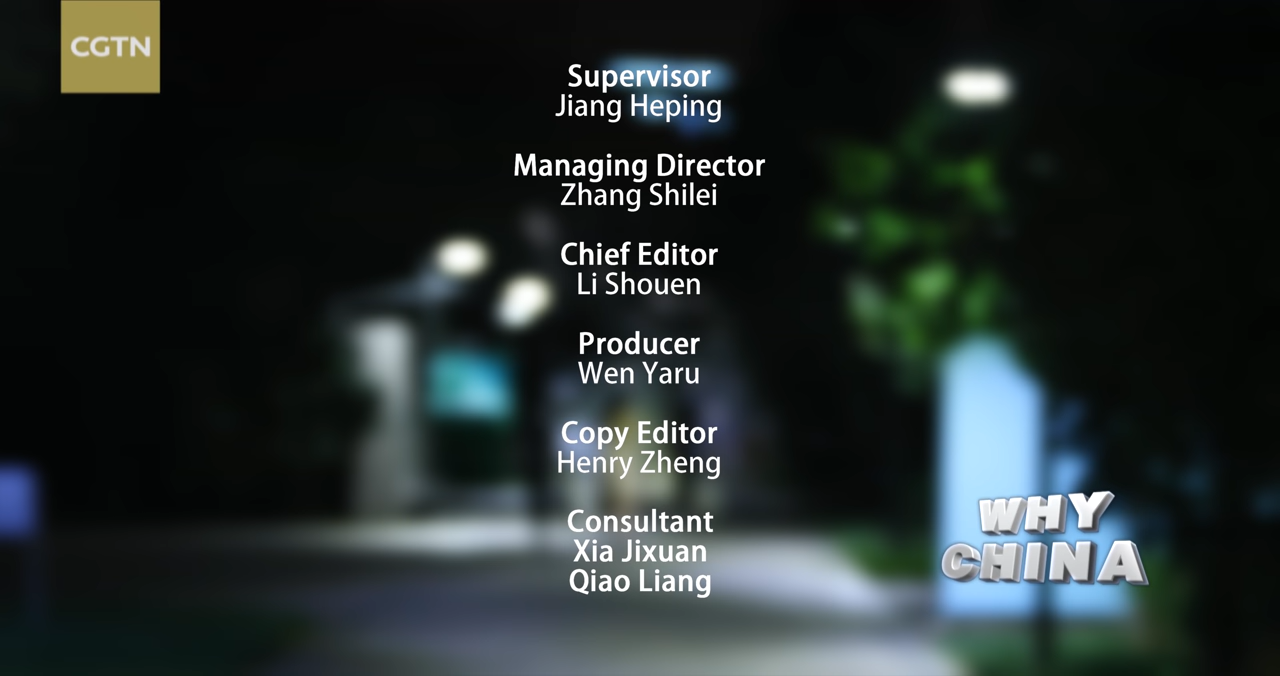 CGTN
Supervisor
Jiang Heping
Managing Director
Zhang Shilei
Chief Editor
Li Shouen
Producer
Wen Yaru
Copy Editor
Henry Zheng
Consultant
Xia Jixuan
Qiao Liang
WHY
CHINA